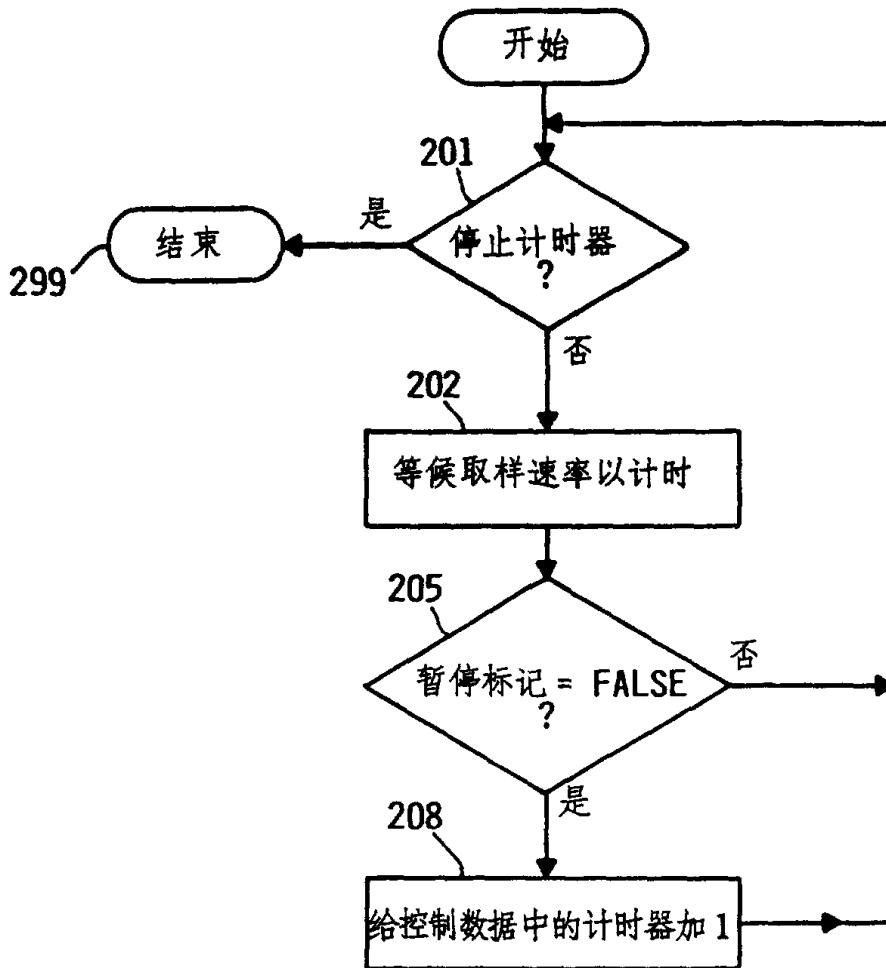 开始
201
是
停止计时器
?
结束
299
否
202
等候取样速率以计时
205
暂停标记 = FALSE
?
否
是
208
给控制数据中的计时器加 1